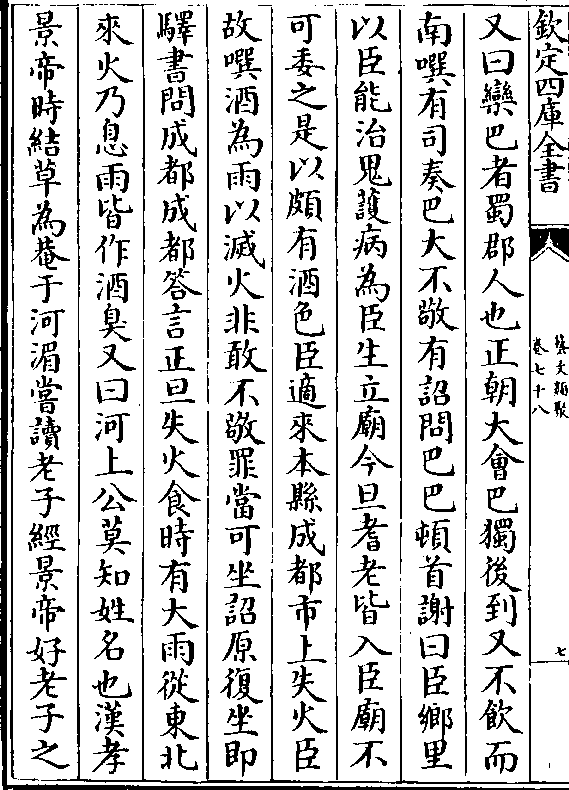 欽定四庫全書
藝文類聚
卷七十八
七
又曰欒巴者蜀郡人也正朝大會巴獨後到又不飲而
南噀有司奏巴大不敬有詔問巴巴頓首謝曰臣鄉里
以臣能治鬼護病為臣生立廟今旦耆老皆入臣廟不
可委之是以頗有酒色臣適來本縣成都市上失火臣
故噀酒為雨以滅火非敢不敬罪當可坐詔原復坐即
驛書問成都成都答言正旦失火食時有大雨從東北
來火乃息雨皆作酒臭又曰河上公莫知姓名也漢孝
景帝時結草為菴于河湄嘗讀老子經景帝好老子之